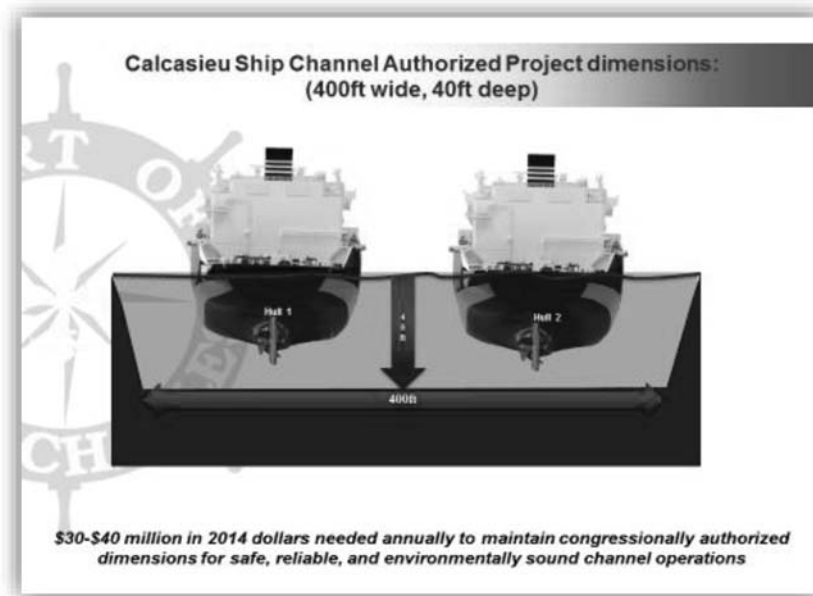 Calcasieu Ship Channel Authorized Project dimensions:
(400ft wide, 40ft deep)
Hull 1
Hull 2
400ft
$30-$40 million in 2014 dollars needed annually to maintain congressionally authorized
dimensions for safe, reliable, and environmentally sound channel operations